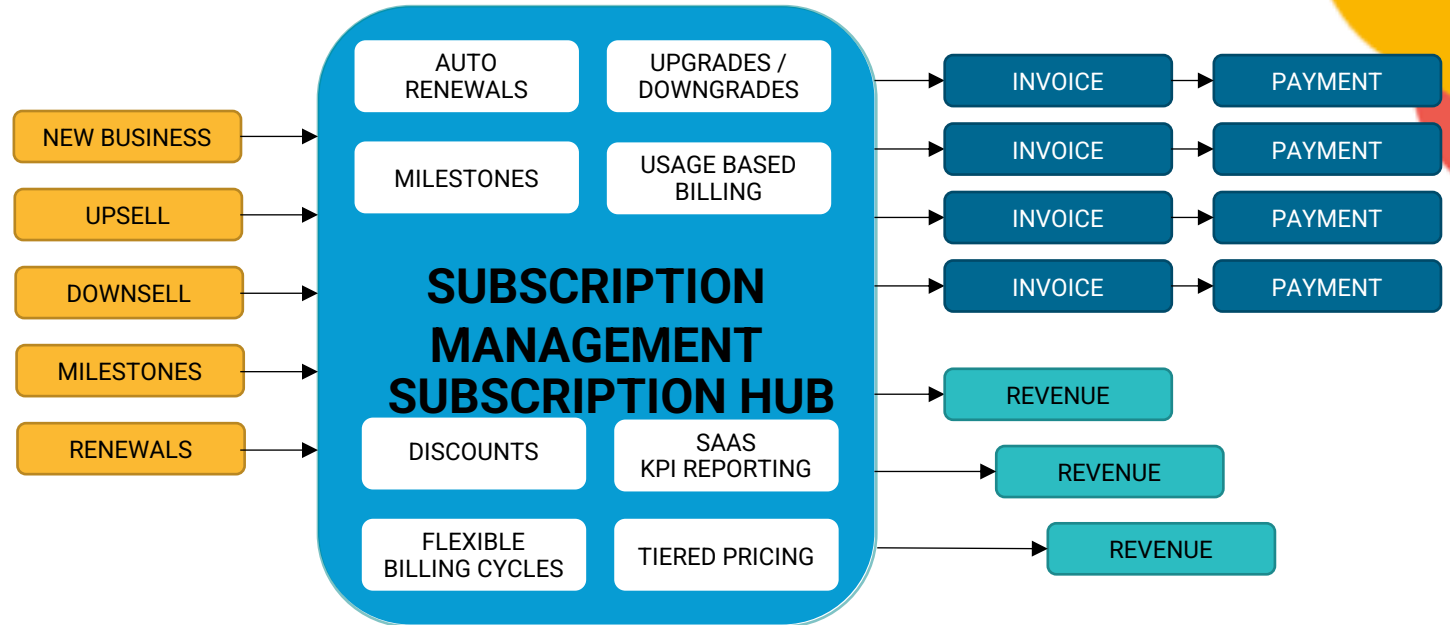 NEW BUSINESS
UPSELL
DOWNSELL
MILESTONES
RENEWALS
AUTO
RENEWALS
UPGRADES /
DOWNGRADES
MILESTONES
USAGE BASED
BILLING
SUBSCRIPTION
MANAGEMENT
SUBSCRIPTION HUB
DISCOUNTS
SAAS
KPI REPORTING
FLEXIBLE
BILLING CYCLES
TIERED PRICING
INVOICE
PAYMENT
INVOICE
PAYMENT
INVOICE
PAYMENT
INVOICE
PAYMENT
REVENUE
REVENUE
REVENUE